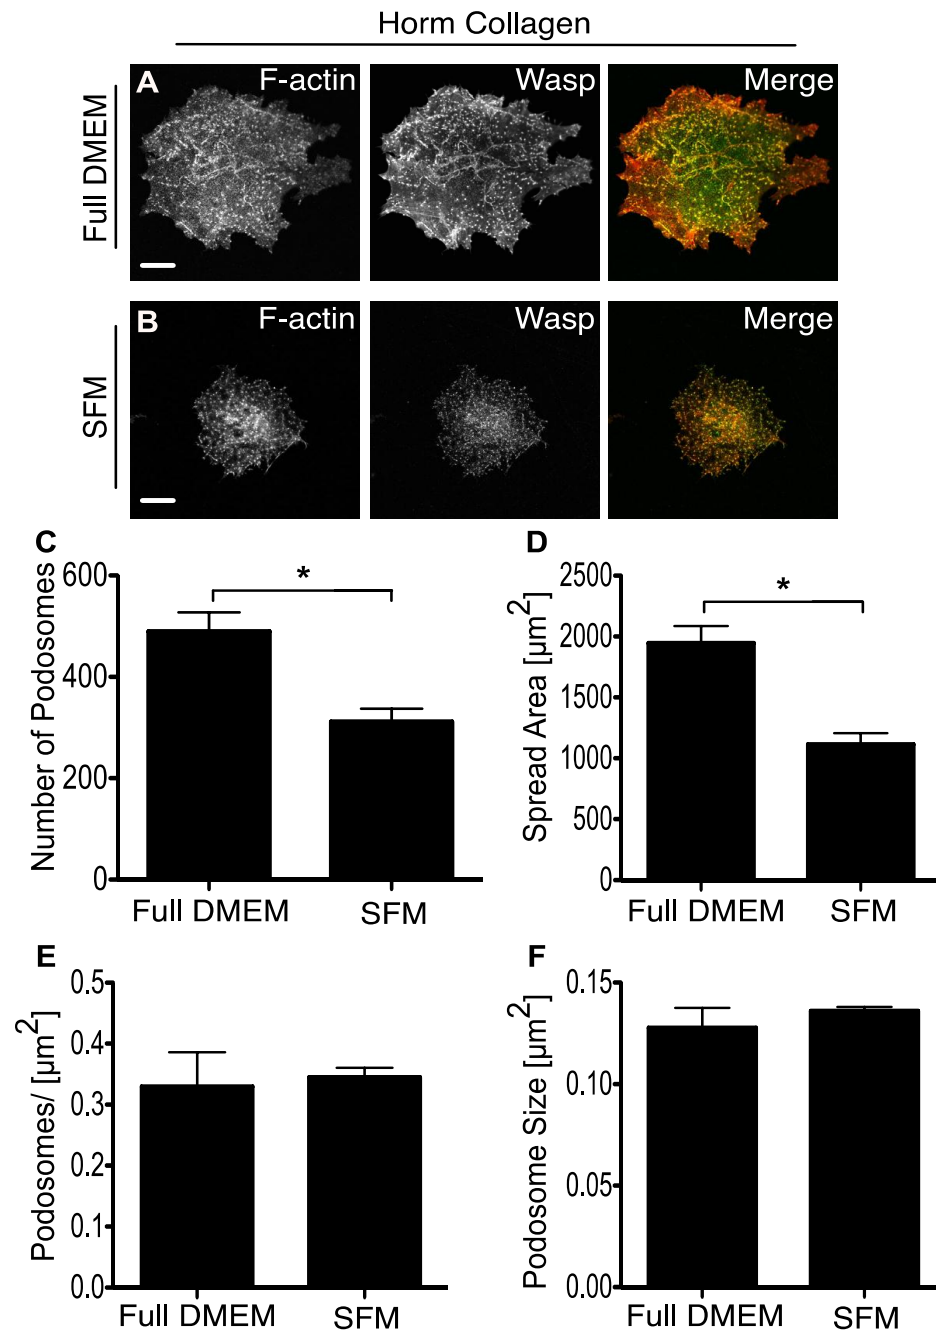 Horm Collagen
Full DMEM
A F-actin Wasp Merge
SFM
B F-actin Wasp Merge
C
Number of Podosomes
600
400
200
0
*
Full DMEM SFM
D
Spread Area [µm2]
2500
2000
1500
1000
500
0
*
Full DMEM SFM
E
Podosomes/ [µm2]
0.5
0.4
0.3
0.2
0.1
0.0
Full DMEM SFM
F
Podosome Size [µm2]
0.15
0.10
0.05
0.00
Full DMEM SFM